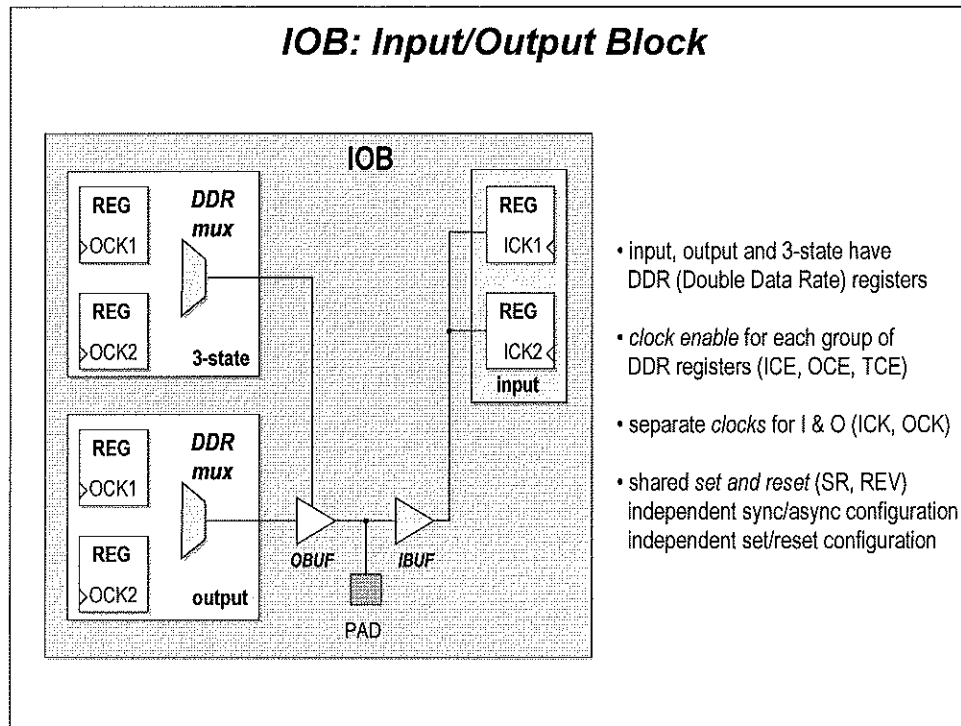 IOB: Input/Output Block
IOB
REG
OCK1
DDR
mux
REG
OCK2
3-state
REG
ICK1
REG
ICK2
input
REG
OCK1
DDR
mux
REG
OCK2
output
OBUF
IBUF
PAD
• input, output and 3-state have
DDR (Double Data Rate) registers
• clock enable for each group of
DDR registers (ICE, OCE, TCE)
• separate clocks for I & O (ICK, OCK)
• shared set and reset (SR, REV)
independent sync/async configuration
independent set/reset configuration